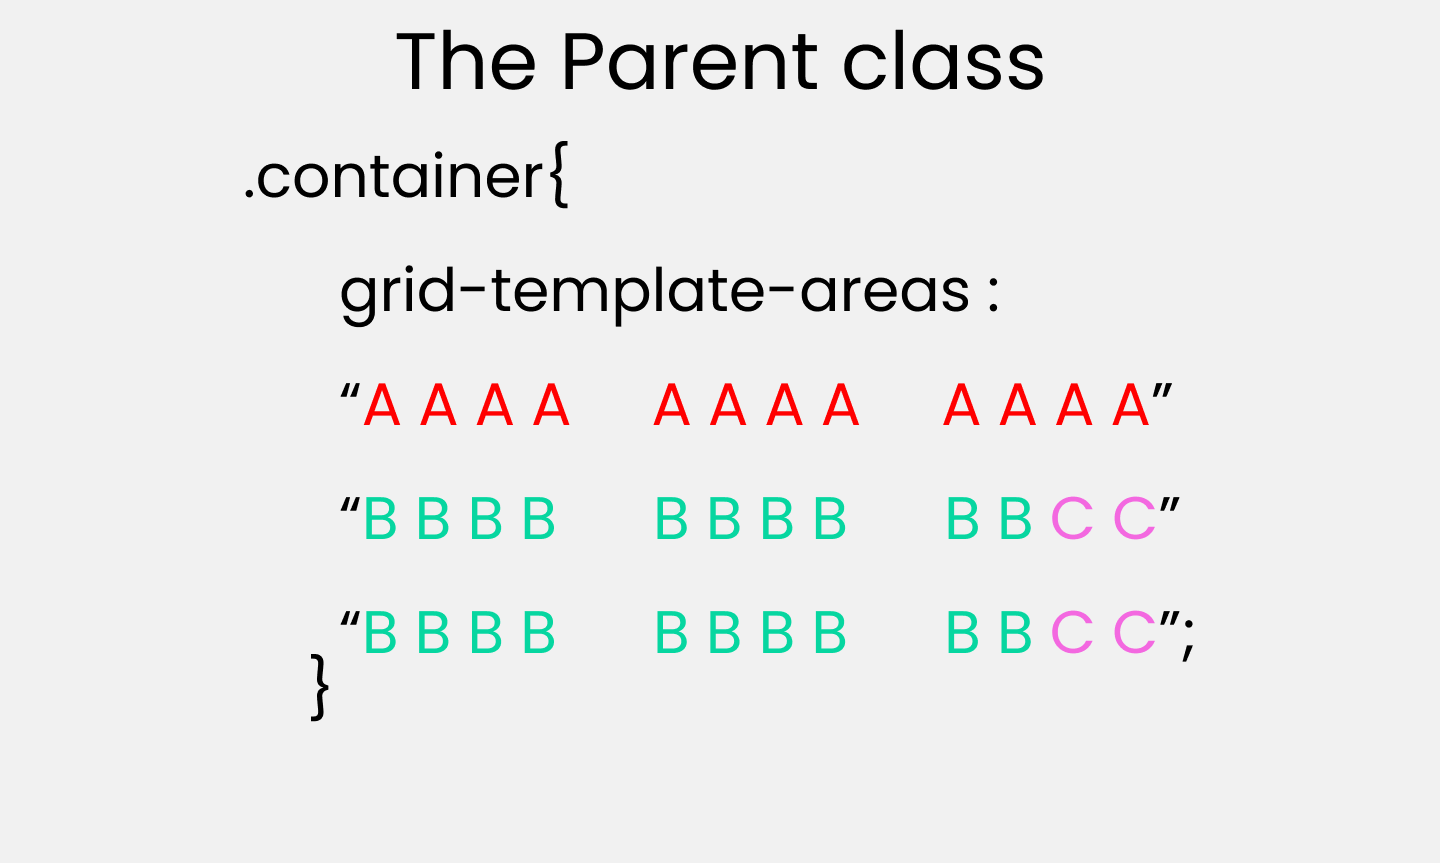 The Parent class
.container{
grid-template-areas :
“A A A A A A A A A A A A”
“B B B B B B B B B B C C”
“B B B B B B B B B B C C”;
}